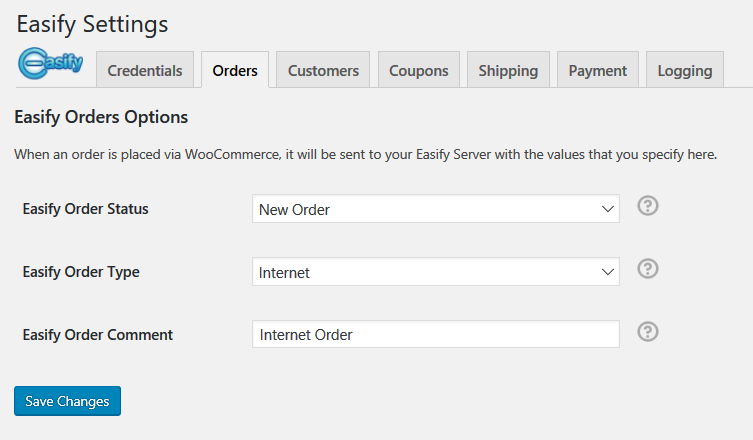 Easify Settings
easify Credentials Orders Customers Coupons Shipping Payment Logging
Easify Orders Options
When an order is placed via WooCommerce, it will be sent to your Easify Server with the values that you specify here.
Easify Order Status New Order ?
Easify Order Type Internet ?
Easify Order Comment Internet Order ?
Save Changes